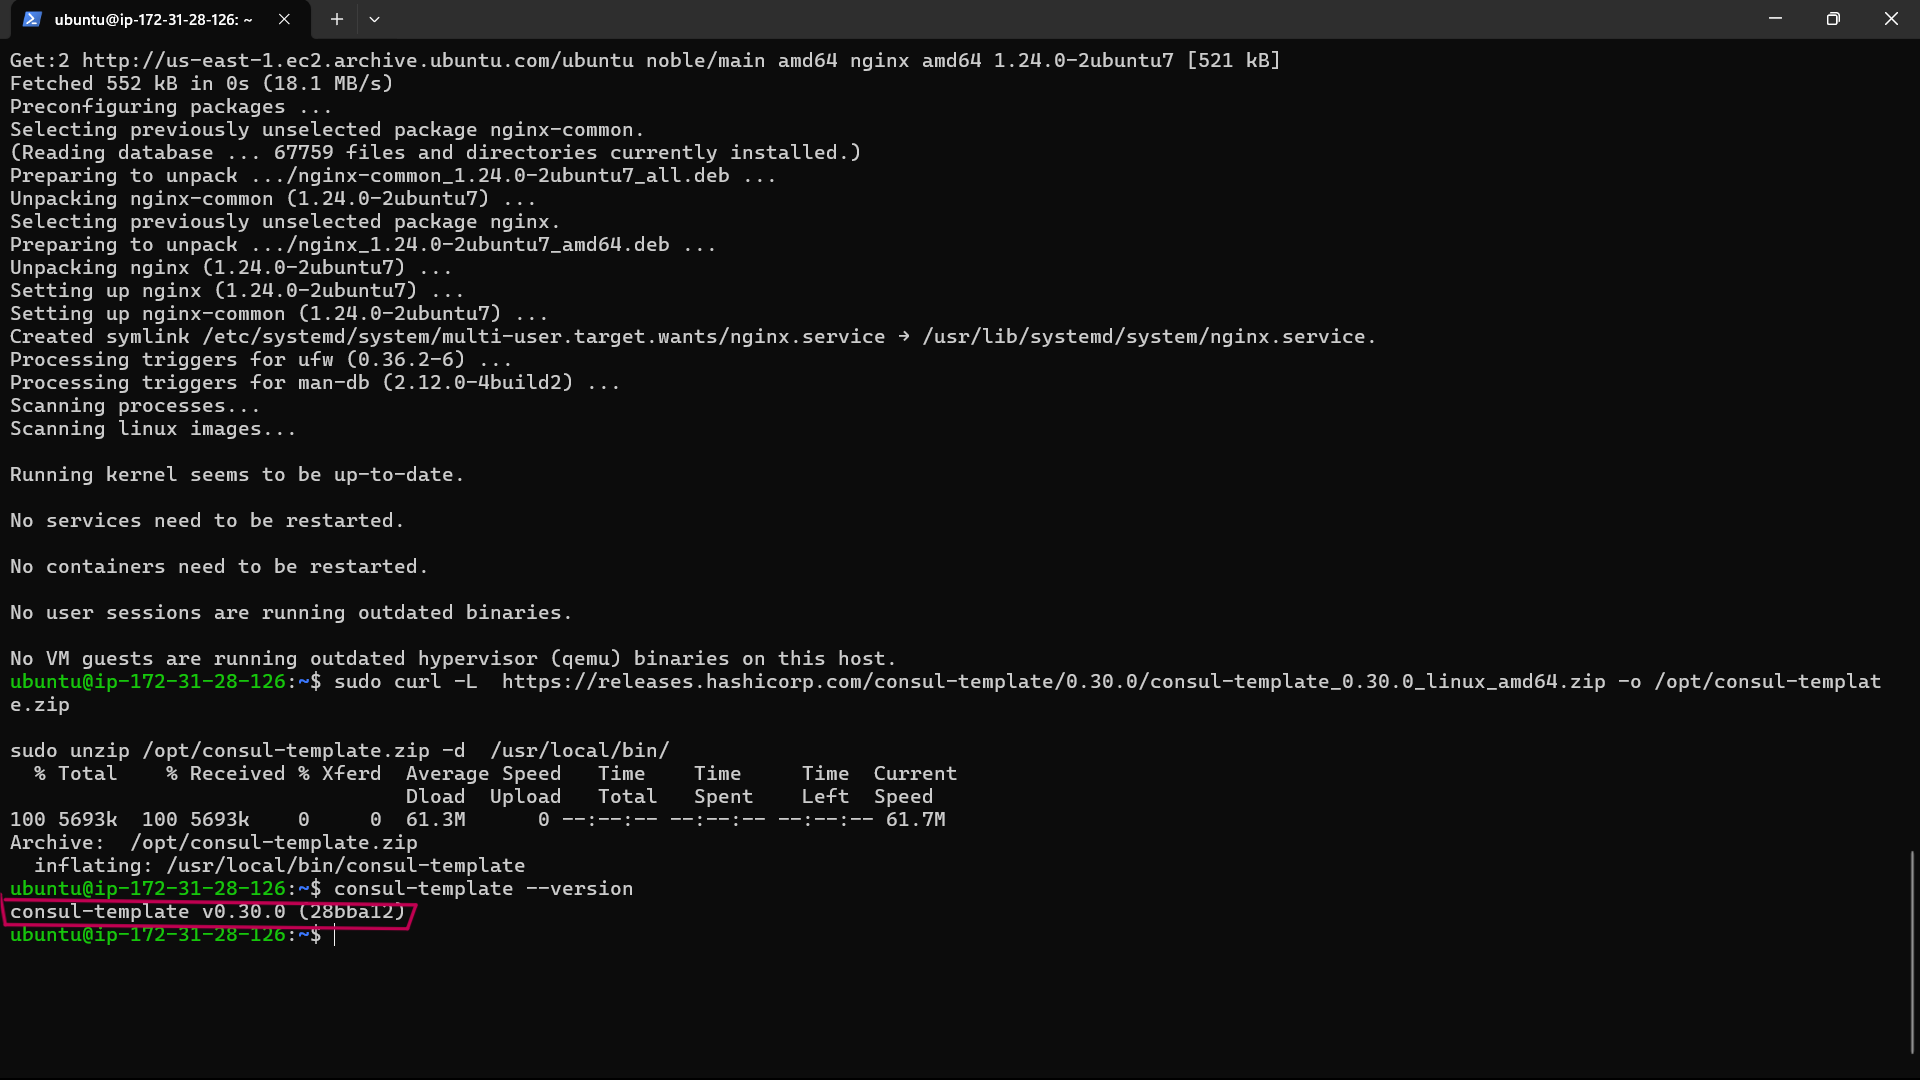 ubuntu@ip-172-31-28-126: ~
Get:2 http://us-east-1.ec2.archive.ubuntu.com/ubuntu noble/main amd64 nginx amd64 1.24.0-2ubuntu7 [521 kB]
Fetched 552 kB in 0s (18.1 MB/s)
Preconfiguring packages ...
Selecting previously unselected package nginx-common.
(Reading database ... 67759 files and directories currently installed.)
Preparing to unpack .../nginx-common_1.24.0-2ubuntu7_all.deb ...
Unpacking nginx-common (1.24.0-2ubuntu7) ...
Selecting previously unselected package nginx.
Preparing to unpack .../nginx_1.24.0-2ubuntu7_amd64.deb ...
Unpacking nginx (1.24.0-2ubuntu7) ...
Setting up nginx (1.24.0-2ubuntu7) ...
Setting up nginx-common (1.24.0-2ubuntu7) ...
Created symlink /etc/systemd/system/multi-user.target.wants/nginx.service → /usr/lib/systemd/system/nginx.service.
Processing triggers for ufw (0.36.2-6) ...
Processing triggers for man-db (2.12.0-4build2) ...
Scanning processes...
Scanning linux images...
Running kernel seems to be up-to-date.
No services need to be restarted.
No containers need to be restarted.
No user sessions are running outdated binaries.
No VM guests are running outdated hypervisor (qemu) binaries on this host.
ubuntu@ip-172-31-28-126:~$ sudo curl -L  https://releases.hashicorp.com/consul-template/0.30.0/consul-template_0.30.0_linux_amd64.zip -o /opt/consul-templat
e.zip
sudo unzip /opt/consul-template.zip -d  /usr/local/bin/
  % Total    % Received % Xferd  Average Speed   Time    Time     Time  Current
                                 Dload  Upload   Total   Spent    Left  Speed
100 5693k  100 5693k    0     0  61.3M      0 --:--:-- --:--:-- --:--:-- 61.7M
Archive:  /opt/consul-template.zip
  inflating: /usr/local/bin/consul-template
ubuntu@ip-172-31-28-126:~$ consul-template --version
consul-template v0.30.0 (28bba12)
ubuntu@ip-172-31-28-126:~$